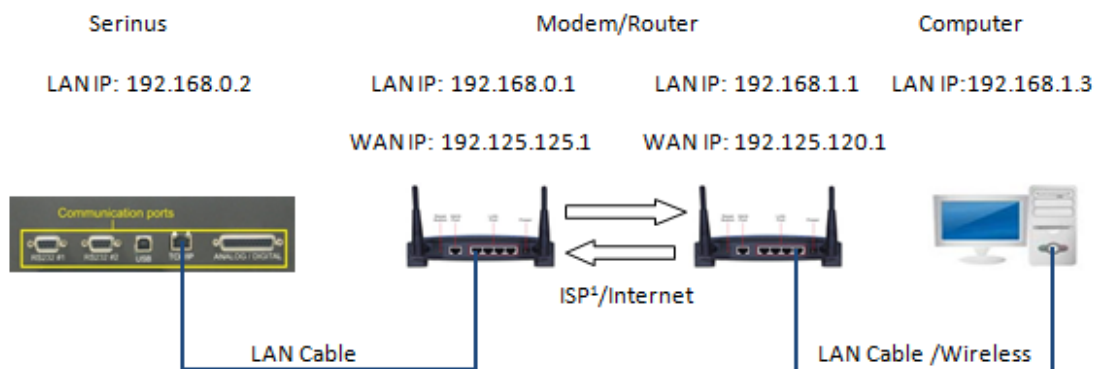 Serinus
Modem/Router
Computer
LAN IP: 192.168.0.2
LAN IP: 192.168.0.1
LAN IP: 192.168.1.1
LAN IP:192.168.1.3
WAN IP: 192.125.125.1
WAN IP: 192.125.120.1
Communication ports
RS232 #1
RS232 #2
USB
TCP/IP
ANALOG / DIGITAL
ISP¹/Internet
LAN Cable
LAN Cable /Wireless